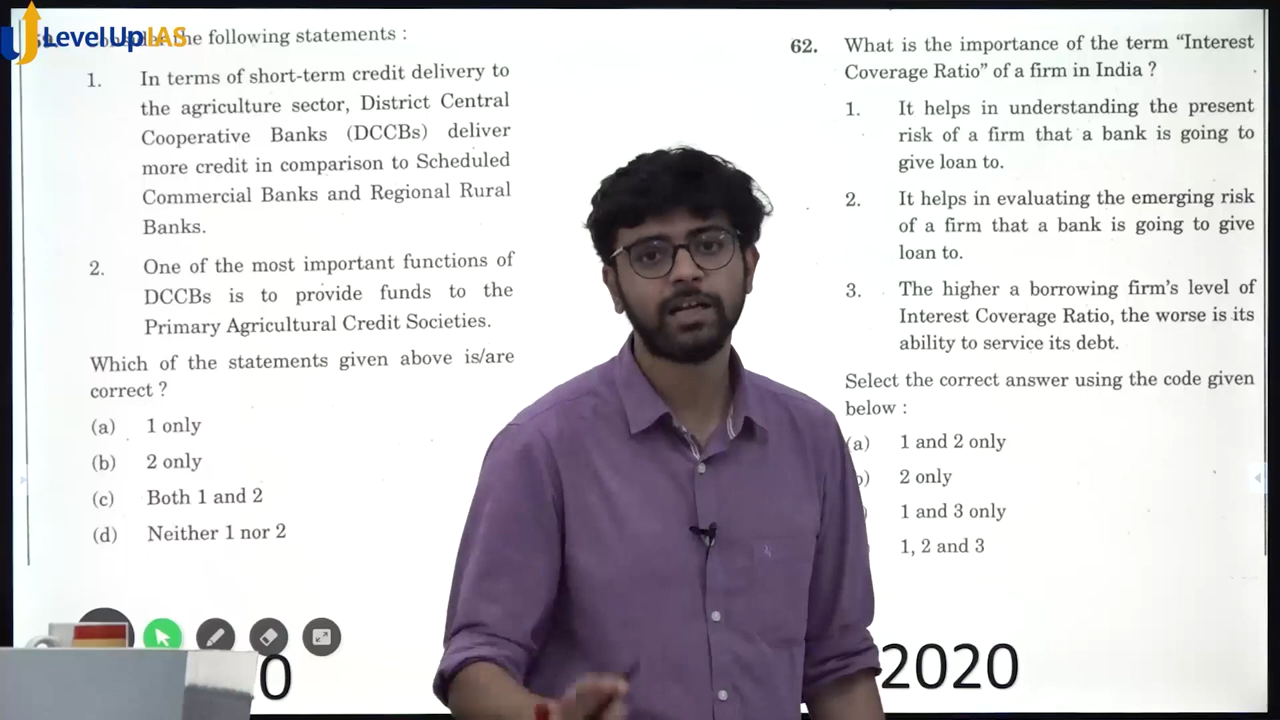 LevelUpIAS
the following statements :
1. In terms of short-term credit delivery to
the agriculture sector, District Central
Cooperative Banks (DCCBs) deliver
more credit in comparison to Scheduled
Commercial Banks and Regional Rural
Banks.
2. One of the most important functions of
DCCBs is to provide funds to the
Primary Agricultural Credit Societies.
Which of the statements given above is/are
correct ?
(a) 1 only
(b) 2 only
(c) Both 1 and 2
(d) Neither 1 nor 2
0
62. What is the importance of the term “Interest
Coverage Ratio” of a firm in India ?
1. It helps in understanding the present
risk of a firm that a bank is going to
give loan to.
2. It helps in evaluating the emerging risk
of a firm that a bank is going to give
loan to.
3. The higher a borrowing firm's level of
Interest Coverage Ratio, the worse is its
ability to service its debt.
Select the correct answer using the code given
below :
a) 1 and 2 only
) 2 only
) 1 and 3 only
1, 2 and 3
2020